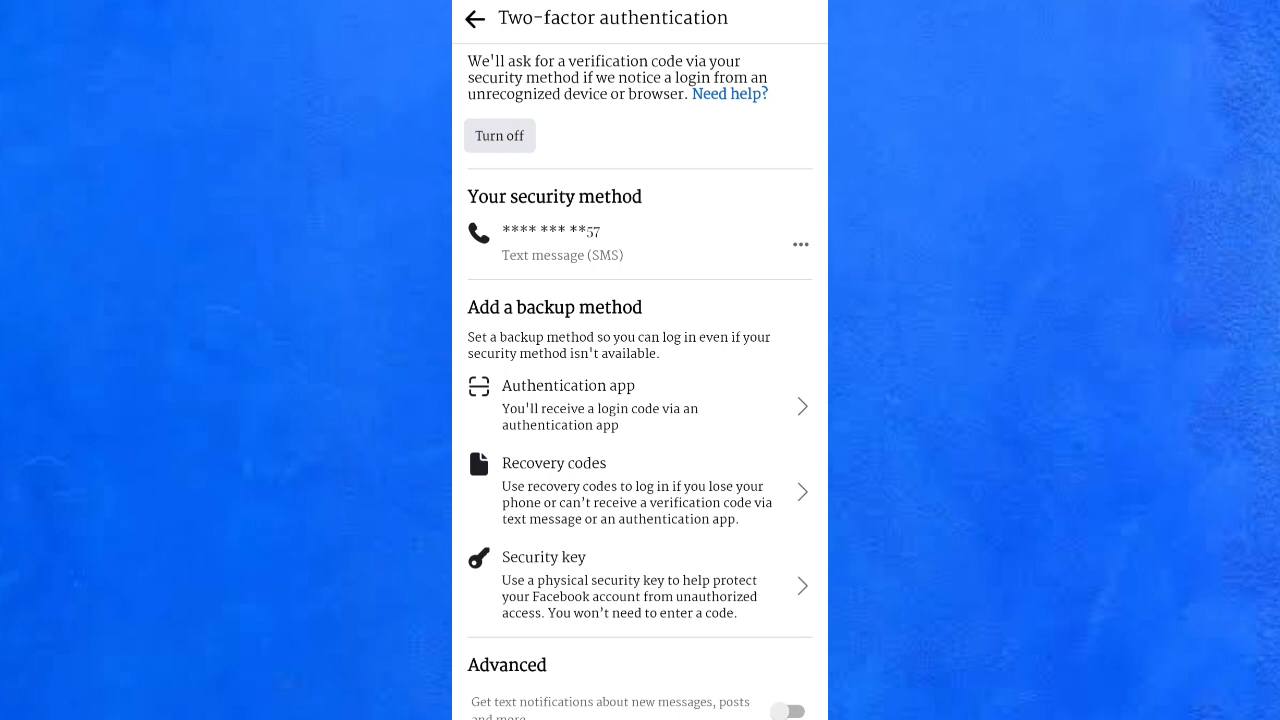 Two-factor authentication
We'll ask for a verification code via your
security method if we notice a login from an
unrecognized device or browser. Need help?
Turn off
Your security method
**** *** **57
Text message (SMS)
Add a backup method
Set a backup method so you can log in even if your
security method isn't available.
Authentication app
You'll receive a login code via an
authentication app
Recovery codes
Use recovery codes to log in if you lose your
phone or can’t receive a verification code via
text message or an authentication app.
Security key
Use a physical security key to help protect
your Facebook account from unauthorized
access. You won’t need to enter a code.
Advanced
Get text notifications about new messages, posts
and more